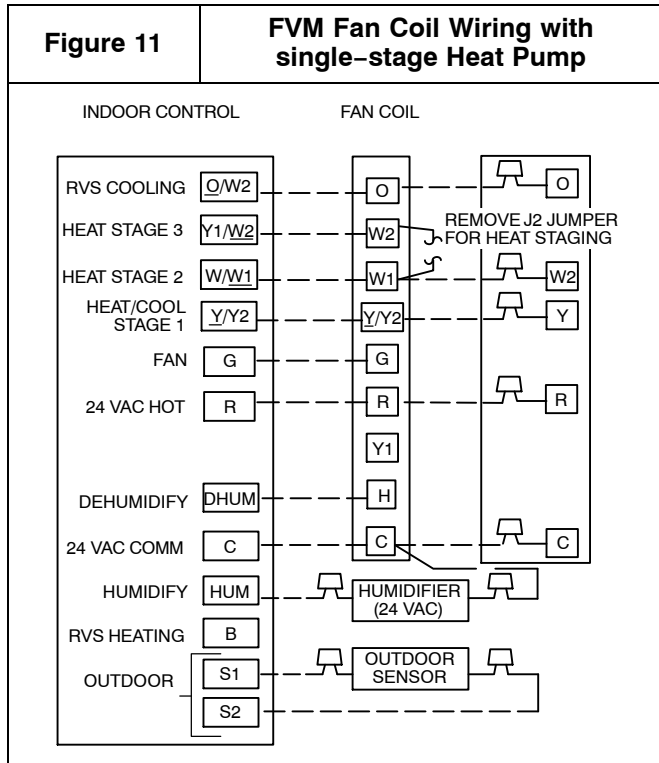 Figure 11
FVM Fan Coil Wiring with
single-stage Heat Pump
INDOOR CONTROL
FAN COIL
RVS COOLING O/W2 O O
HEAT STAGE 3 Y1/W2 W2
REMOVE J2 JUMPER
FOR HEAT STAGING
HEAT STAGE 2 W/W1 W1 W2
HEAT/COOL
STAGE 1 Y/Y2 Y/Y2 Y
FAN G G
24 VAC HOT R R R
Y1
DEHUMIDIFY DHUM H
24 VAC COMM C C C
HUMIDIFY HUM HUMIDIFIER
(24 VAC)
RVS HEATING B
OUTDOOR S1 OUTDOOR
SENSOR
S2